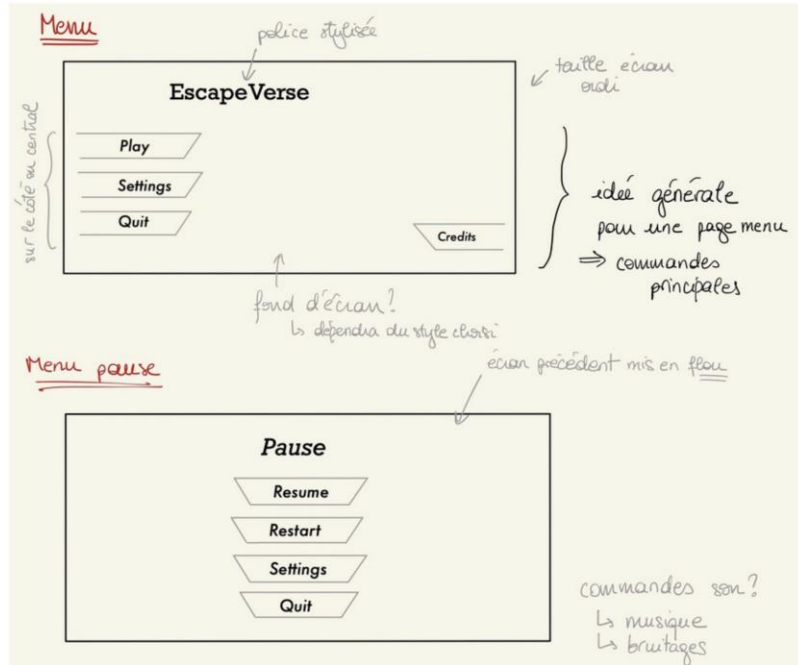 Menu
police stylisée
taille écran
ordi
EscapeVerse
sur le côté ou central
Play
Settings
Quit
Credits
idée générale
pour une page menu
⇒ commandes
principales
fond d'écran?
↳ dépendra du style choisi
Menu pause
écran précédent mis en flou
Pause
Resume
Restart
Settings
Quit
commandes son?
↳ musique
↳ bruitages